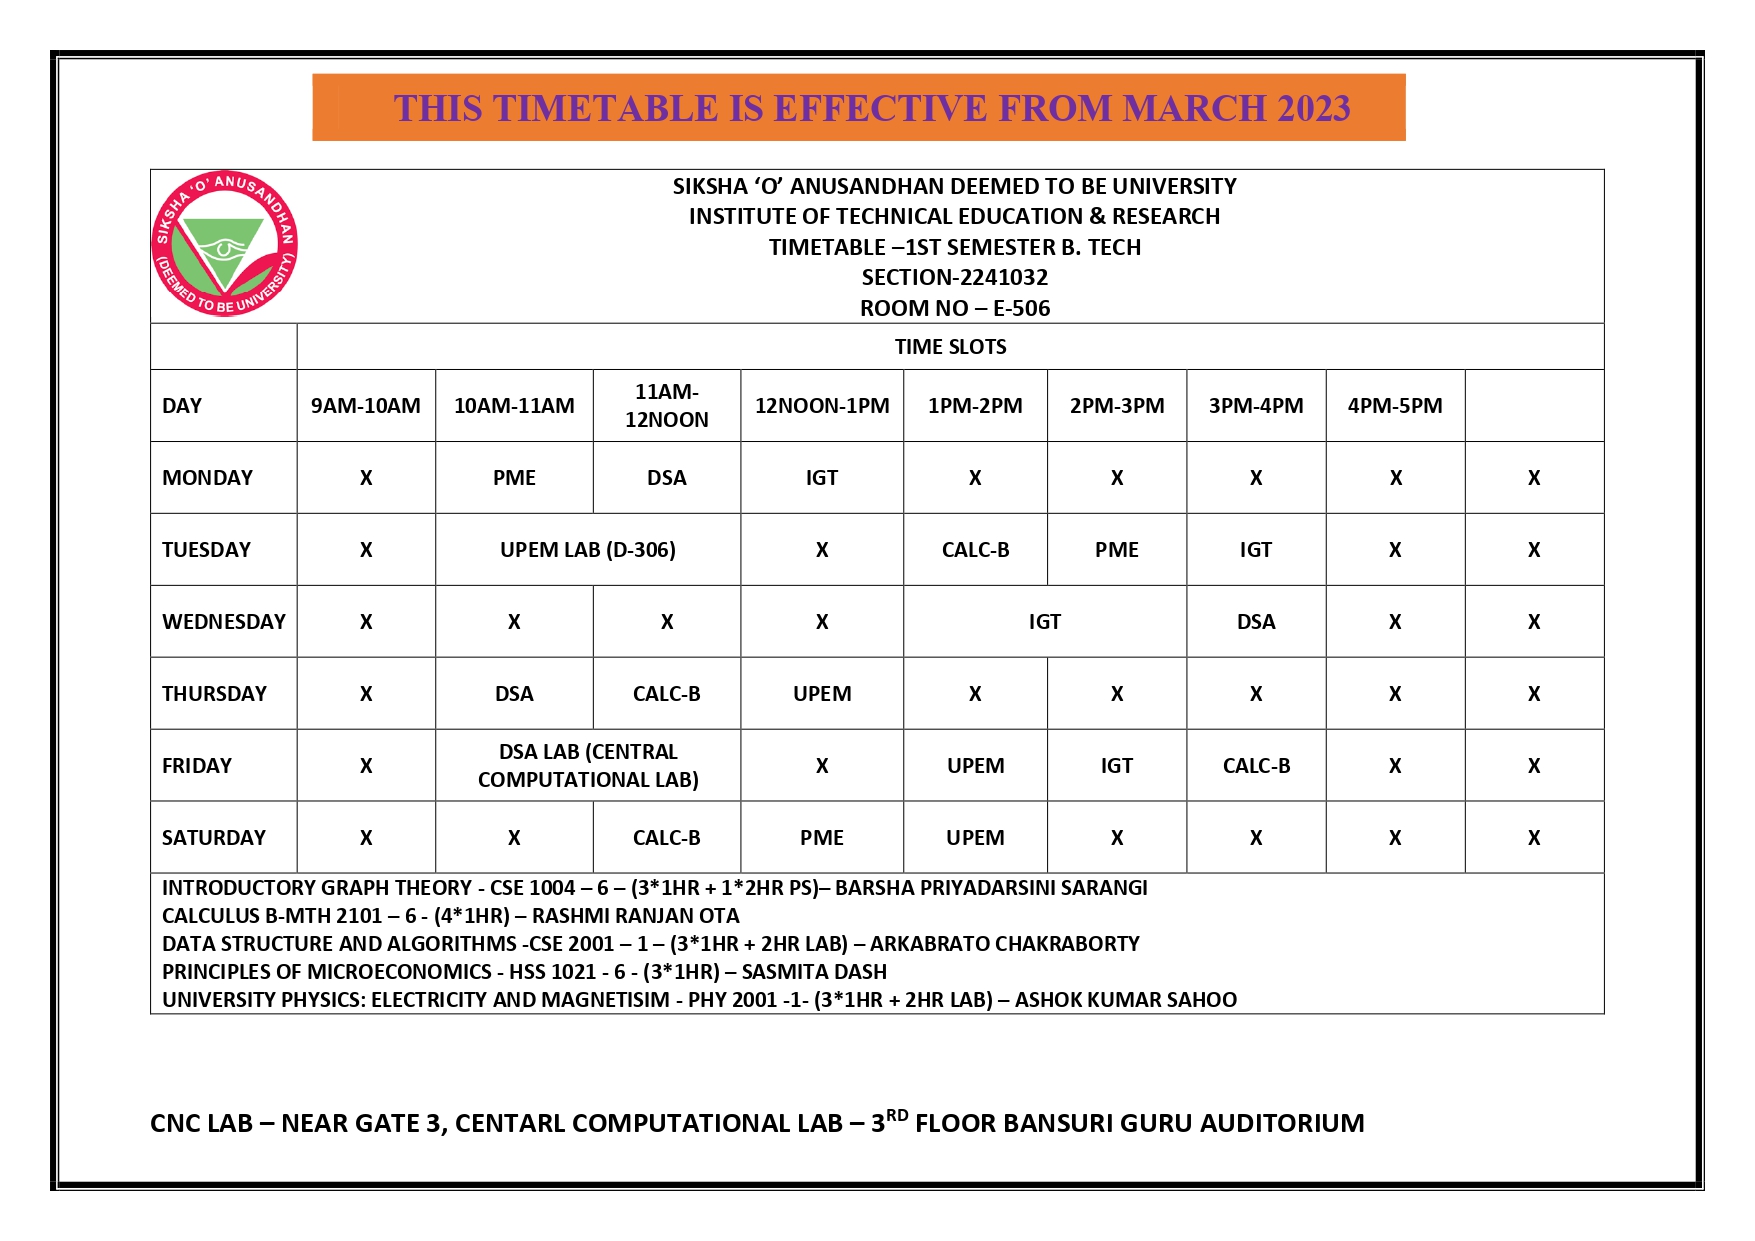 THIS TIMETABLE IS EFFECTIVE FROM MARCH 2023
SIKSHA 'O' ANUSANDHAN
(DEEMED TO BE UNIVERSITY)
SIKSHA ‘O’ ANUSANDHAN DEEMED TO BE UNIVERSITY
INSTITUTE OF TECHNICAL EDUCATION & RESEARCH
TIMETABLE –1ST SEMESTER B. TECH
SECTION-2241032
ROOM NO – E-506
TIME SLOTS
DAY 9AM-10AM 10AM-11AM 11AM-12NOON 12NOON-1PM 1PM-2PM 2PM-3PM 3PM-4PM 4PM-5PM
MONDAY X PME DSA IGT X X X X X
TUESDAY X UPEM LAB (D-306) X CALC-B PME IGT X X
WEDNESDAY X X X X IGT DSA X X
THURSDAY X DSA CALC-B UPEM X X X X X
FRIDAY X DSA LAB (CENTRAL COMPUTATIONAL LAB) X UPEM IGT CALC-B X X
SATURDAY X X CALC-B PME UPEM X X X X
INTRODUCTORY GRAPH THEORY - CSE 1004 – 6 – (3*1HR + 1*2HR PS)– BARSHA PRIYADARSINI SARANGI
CALCULUS B-MTH 2101 – 6 - (4*1HR) – RASHMI RANJAN OTA
DATA STRUCTURE AND ALGORITHMS -CSE 2001 – 1 – (3*1HR + 2HR LAB) – ARKABRATO CHAKRABORTY
PRINCIPLES OF MICROECONOMICS - HSS 1021 - 6 - (3*1HR) – SASMITA DASH
UNIVERSITY PHYSICS: ELECTRICITY AND MAGNETISIM - PHY 2001 -1- (3*1HR + 2HR LAB) – ASHOK KUMAR SAHOO
CNC LAB – NEAR GATE 3, CENTARL COMPUTATIONAL LAB – 3RD FLOOR BANSURI GURU AUDITORIUM